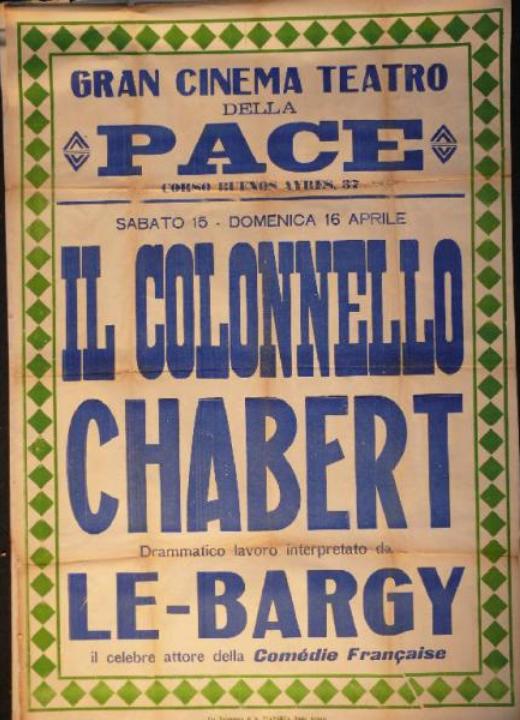 GRAN CINEMA TEATRO
DELLA
PACE
CORSO BUENOS AYRES, 37
SABATO 15 - DOMENICA 16 APRILE
IL COLONNELLO
CHABERT
Drammatico lavoro interpretato da
LE-BARGY
il celebre attore della Comédie Française